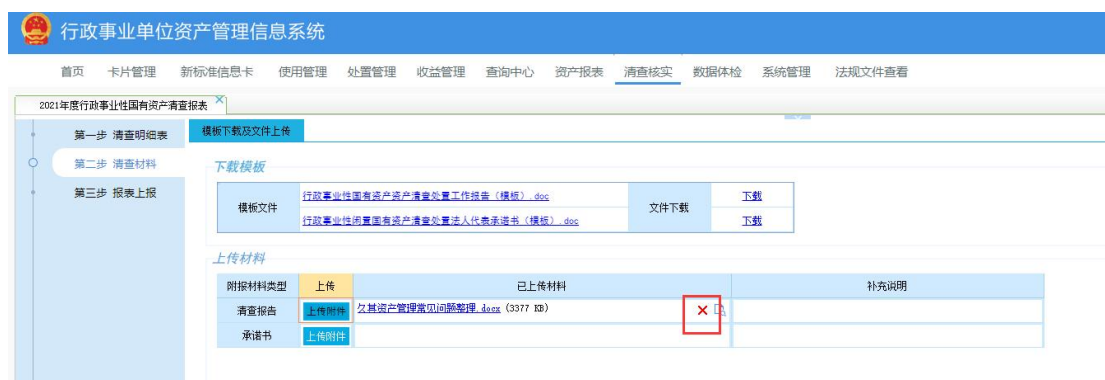 行政事业单位资产管理信息系统
首页 卡片管理 新标准信息卡 使用管理 处置管理 收益管理 查询中心 资产报表 清查核实 数据体检 系统管理 法规文件查看
2021年度行政事业性国有资产清查报表
第一步 清查明细表
第二步 清查材料
第三步 报表上报
模板下载及文件上传
下载模板
模板文件
行政事业性国有资产资产清查处置工作报告（模板）.doc
行政事业性闲置国有资产清查处置法人代表承诺书（模板）.doc
文件下载
下载
下载
上传材料
附报材料类型 上传 已上传材料 补充说明
清查报告 上传附件 久其资产管理常见问题整理.docx (3377 KB)
承诺书 上传附件